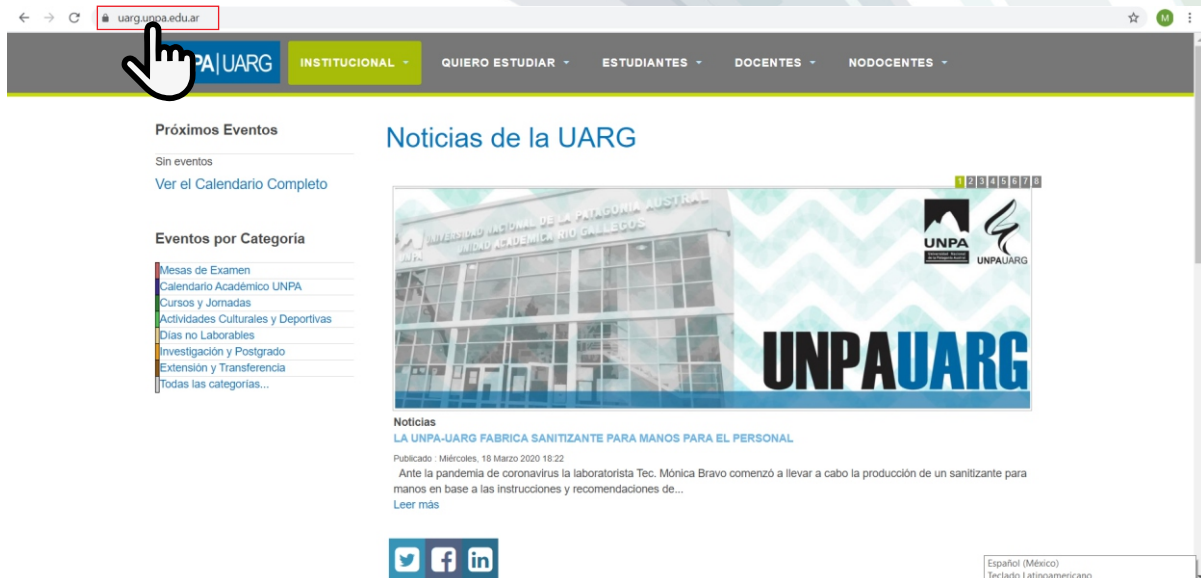 uarg.unpa.edu.ar
M
PA|UARG
INSTITUCIONAL
QUIERO ESTUDIAR
ESTUDIANTES
DOCENTES
NODOCENTES
Próximos Eventos
Sin eventos
Ver el Calendario Completo
Eventos por Categoría
Mesas de Examen
Calendario Académico UNPA
Cursos y Jornadas
Actividades Culturales y Deportivas
Días no Laborables
Investigación y Postgrado
Extensión y Transferencia
Todas las categorías...
Noticias de la UARG
1 2 3 4 5 6 7 8
UNIVERSIDAD NACIONAL DE LA PATAGONIA AUSTRAL
UNIDAD ACADEMICA RIO GALLEGOS
UNPA
UNPA
UNPAUARG
UNPAUARG
Noticias
LA UNPA-UARG FABRICA SANITIZANTE PARA MANOS PARA EL PERSONAL
Publicado : Miércoles, 18 Marzo 2020 18:22
Ante la pandemia de coronavirus la laboratorista Tec. Mónica Bravo comenzó a llevar a cabo la producción de un sanitizante para
manos en base a las instrucciones y recomendaciones de...
Leer más
Español (México)
Teclado Latinoamericano